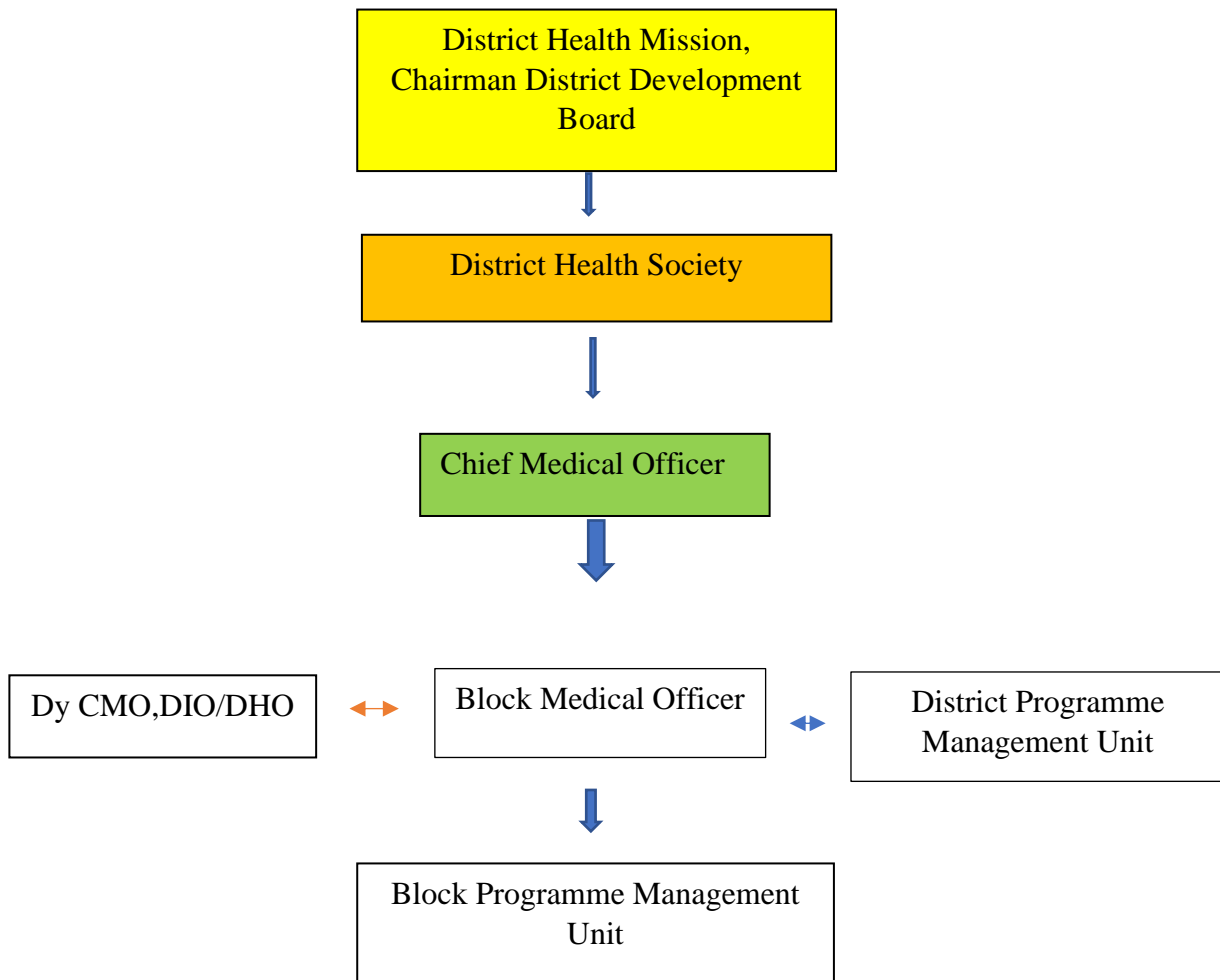 District Health Mission,
Chairman District Development
Board
District Health Society
Chief Medical Officer
Dy CMO,DIO/DHO
Block Medical Officer
District Programme
Management Unit
Block Programme Management
Unit